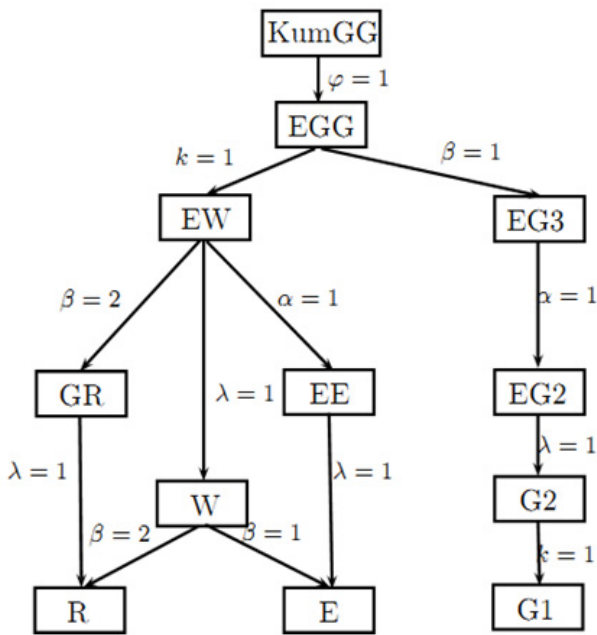 KumGG
φ = 1
EGG
k = 1
β = 1
EW
EG3
β = 2
α = 1
α = 1
GR
λ = 1
EE
EG2
λ = 1
λ = 1
λ = 1
W
G2
β = 2
β = 1
k = 1
R
E
G1